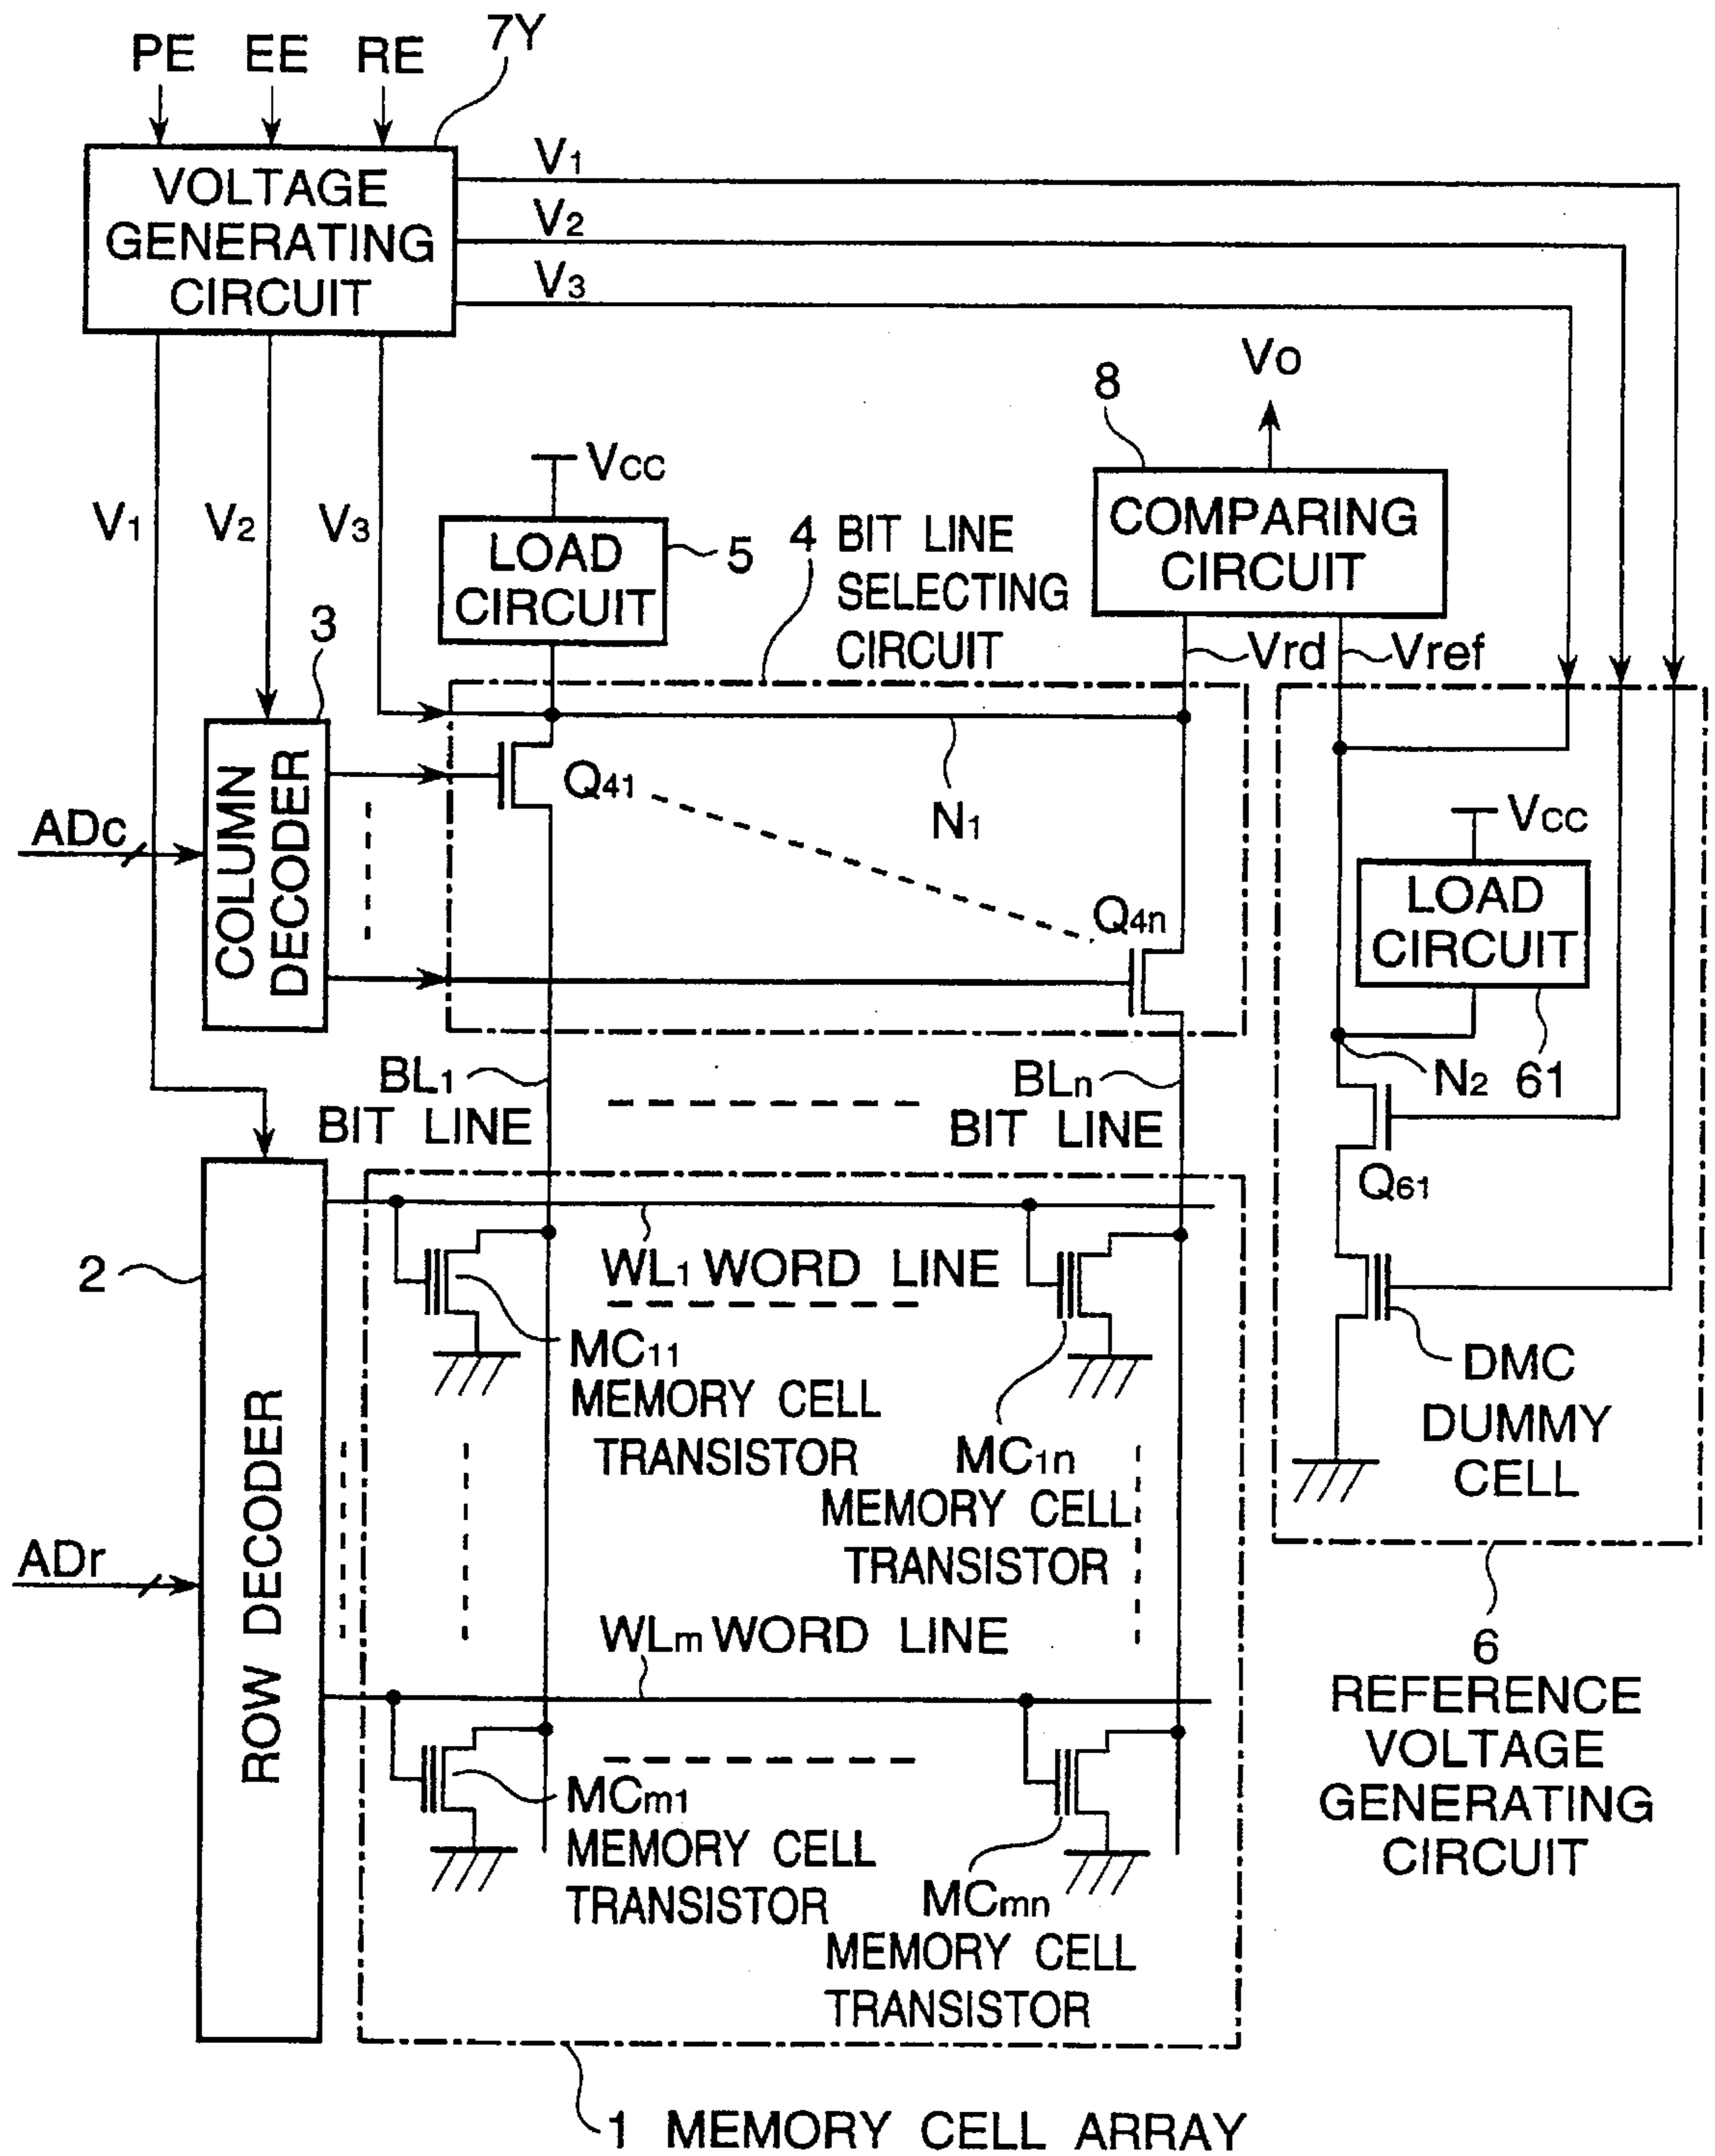 7Y
PE EE RE
VOLTAGE
GENERATING
CIRCUIT
V1
V2
V3
Vo
8
Vcc
V1 V2 V3
LOAD
CIRCUIT
5
4 BIT LINE
SELECTING
CIRCUIT
COMPARING
CIRCUIT
Vrd Vref
3
COLUMN
DECODER
ADc
Q41
N1
Q4n
Vcc
LOAD
CIRCUIT
N2 61
Q61
BL1
BIT LINE
BLn
BIT LINE
2
ROW DECODER
ADr
WL1 WORD LINE
MC11
MEMORY CELL
TRANSISTOR
MC1n
MEMORY CELL
TRANSISTOR
DMC
DUMMY
CELL
WLm WORD LINE
MCm1
MEMORY CELL
TRANSISTOR
MCmn
MEMORY CELL
TRANSISTOR
6
REFERENCE
VOLTAGE
GENERATING
CIRCUIT
1 MEMORY CELL ARRAY